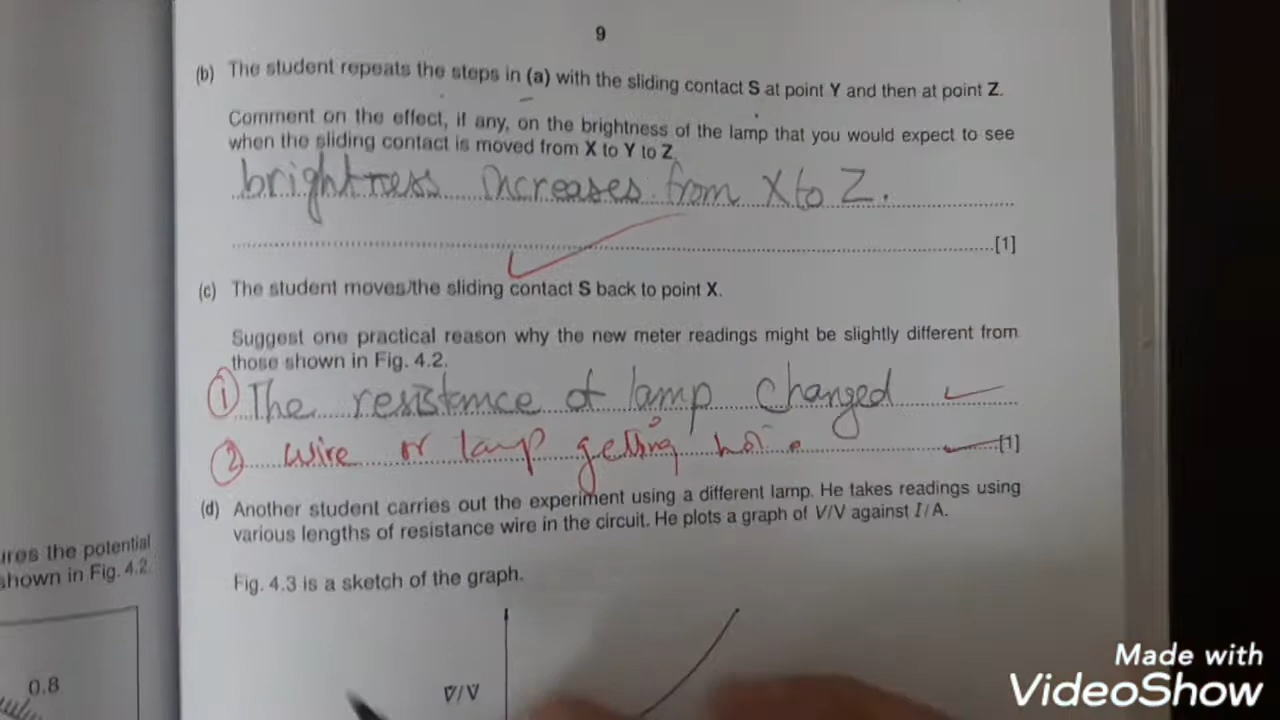 9
(b) The student repeats the steps in (a) with the sliding contact S at point Y and then at point Z.
Comment on the effect, if any, on the brightness of the lamp that you would expect to see
when the sliding contact is moved from X to Y to Z.
brightness increases from X to Z.
[1]
(c) The student moves the sliding contact S back to point X.
Suggest one practical reason why the new meter readings might be slightly different from
those shown in Fig. 4.2.
① The resistance of lamp changed
② wire or lamp getting hot. [1]
(d) Another student carries out the experiment using a different lamp. He takes readings using
various lengths of resistance wire in the circuit. He plots a graph of V/V against I/A.
ures the potential
shown in Fig. 4.2.
Fig. 4.3 is a sketch of the graph.
0.8
V/V
Made with
VideoShow